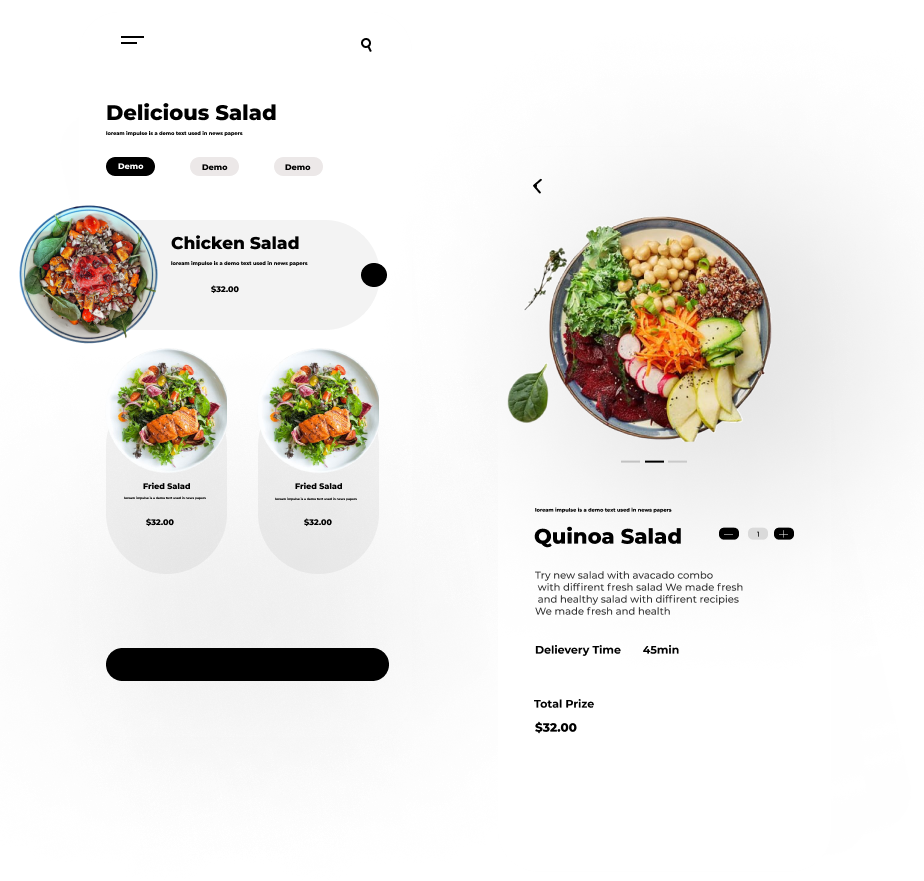 Delicious Salad
loream impulse is a demo text used in news papers
Demo
Demo
Demo
Chicken Salad
loream impulse is a demo text used in news papers
$32.00
Fried Salad
loream impulse is a demo text used in news papers
$32.00
Fried Salad
loream impulse is a demo text used in news papers
$32.00
loream impulse is a demo text used in news papers
Quinoa Salad
1
Try new salad with avacado combo
with diffirent fresh salad We made fresh
and healthy salad with diffirent recipies
We made fresh and health
Delievery Time 45min
Total Prize
$32.00